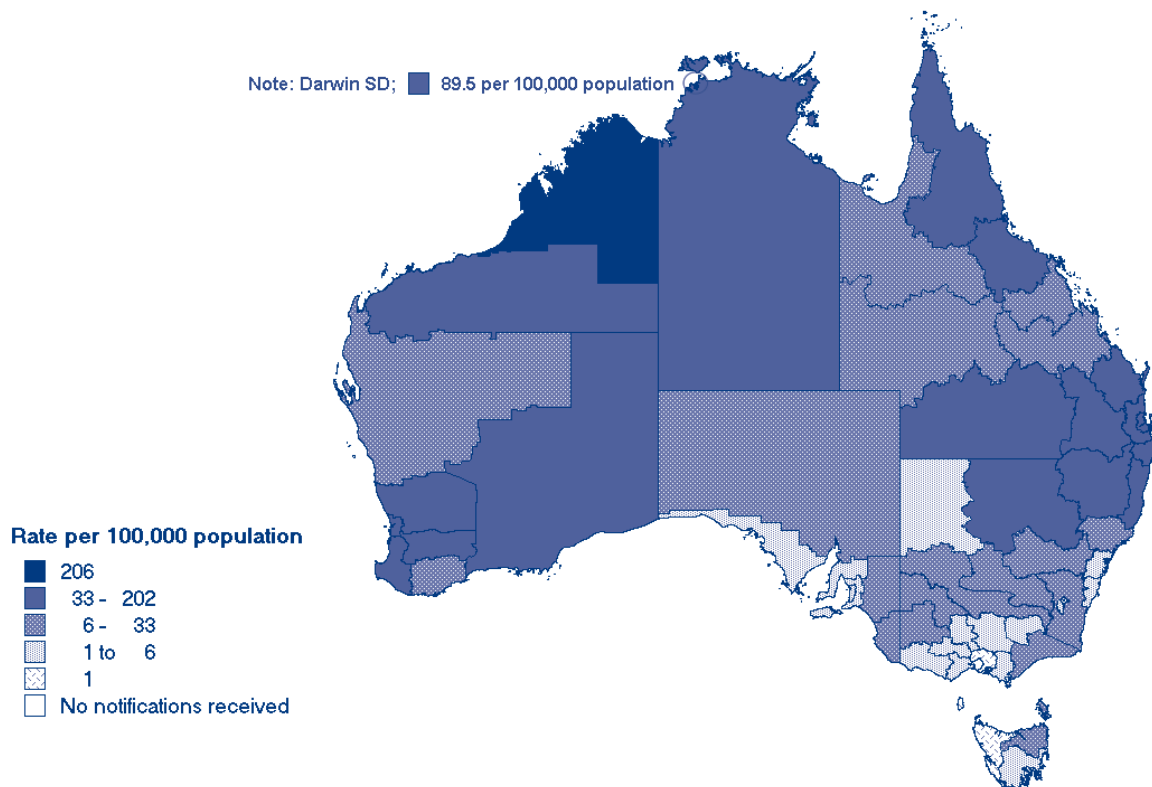 Note: Darwin SD; 89.5 per 100,000 population
Rate per 100,000 population
206
33 - 202
6 - 33
1 to 6
1
No notifications received